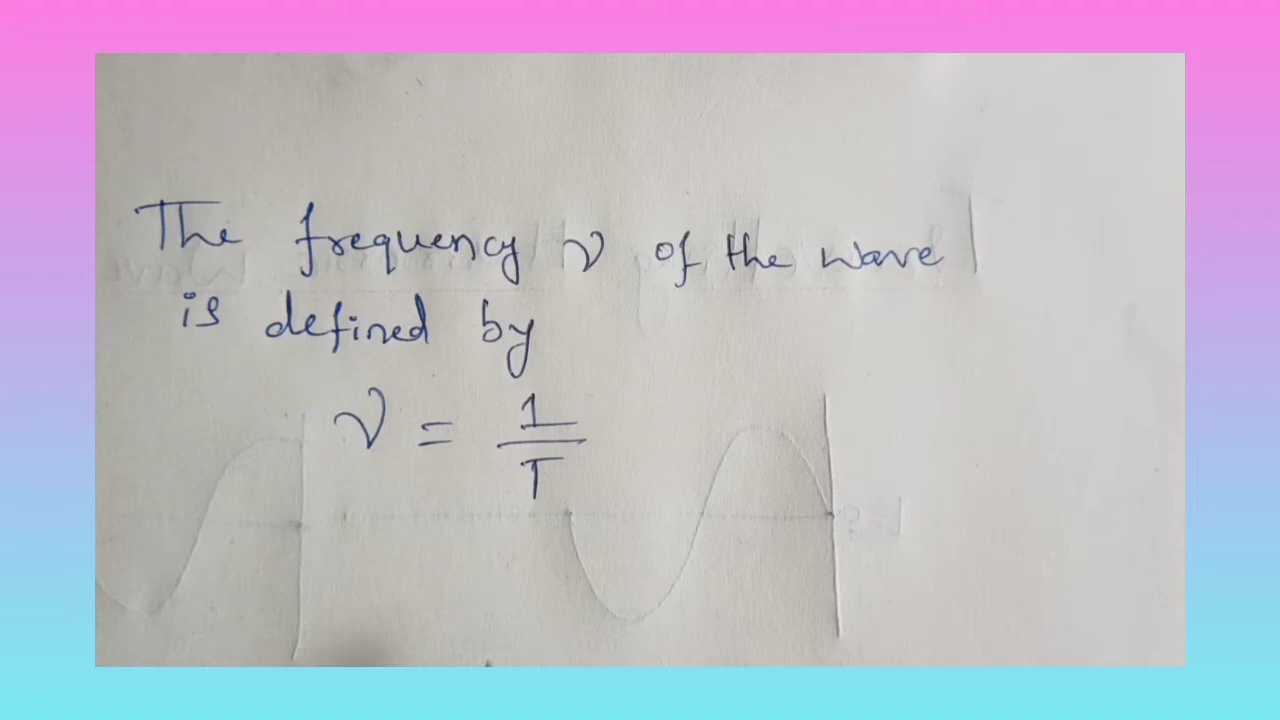 The frequency ν of the wave
is defined by
ν = 1/T